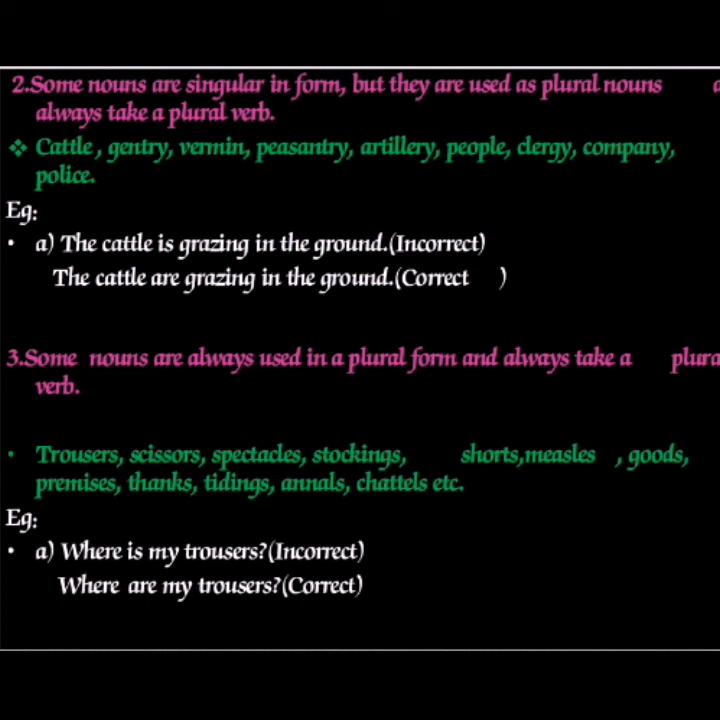 2.Some nouns are singular in form, but they are used as plural nouns
always take a plural verb.
❖ Cattle, gentry, vermin, peasantry, artillery, people, clergy, company,
police.
Eg:
• a) The cattle is grazing in the ground.(Incorrect)
The cattle are grazing in the ground.(Correct )
3.Some nouns are always used in a plural form and always take a plura
verb.
• Trousers, scissors, spectacles, stockings, shorts,measles , goods,
premises, thanks, tidings, annals, chattels etc.
Eg:
• a) Where is my trousers?(Incorrect)
Where are my trousers?(Correct)